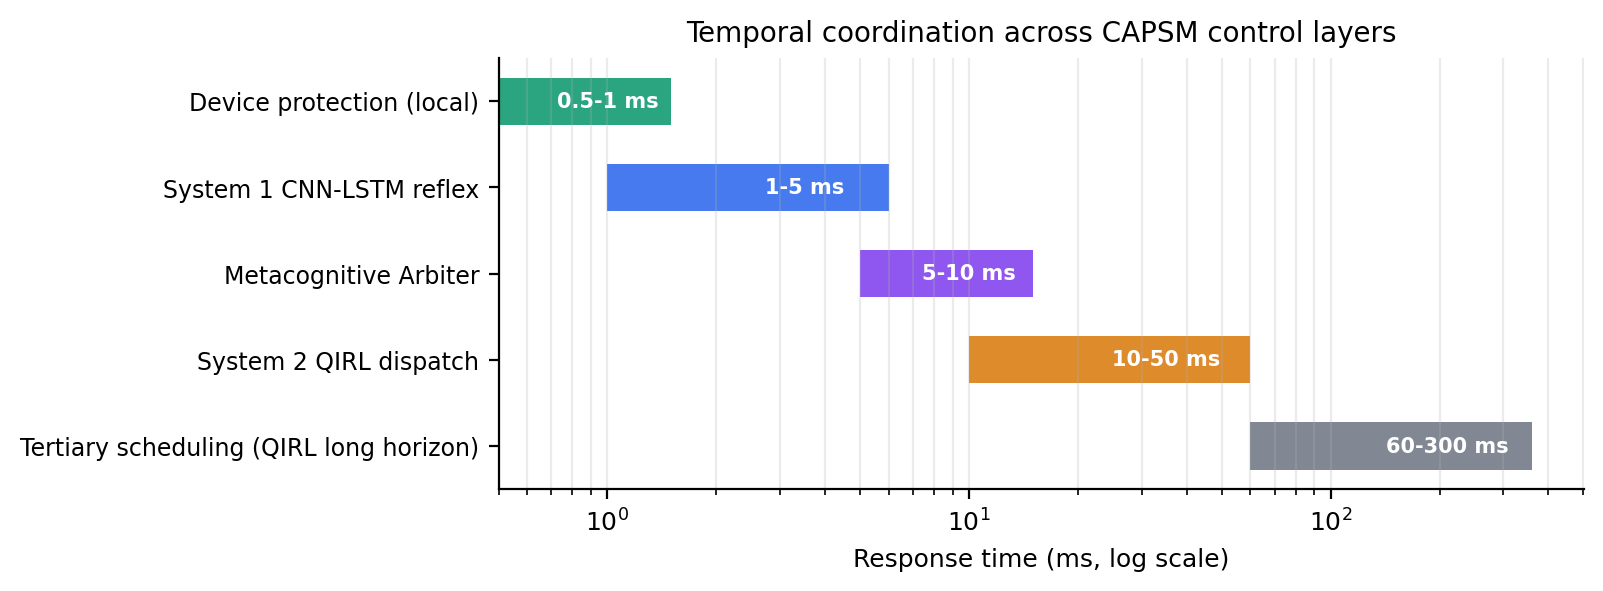 Temporal coordination across CAPSM control layers
Device protection (local)
0.5-1 ms
System 1 CNN-LSTM reflex
1-5 ms
Metacognitive Arbiter
5-10 ms
System 2 QIRL dispatch
10-50 ms
Tertiary scheduling (QIRL long horizon)
60-300 ms
10⁰ 10¹ 10²
Response time (ms, log scale)